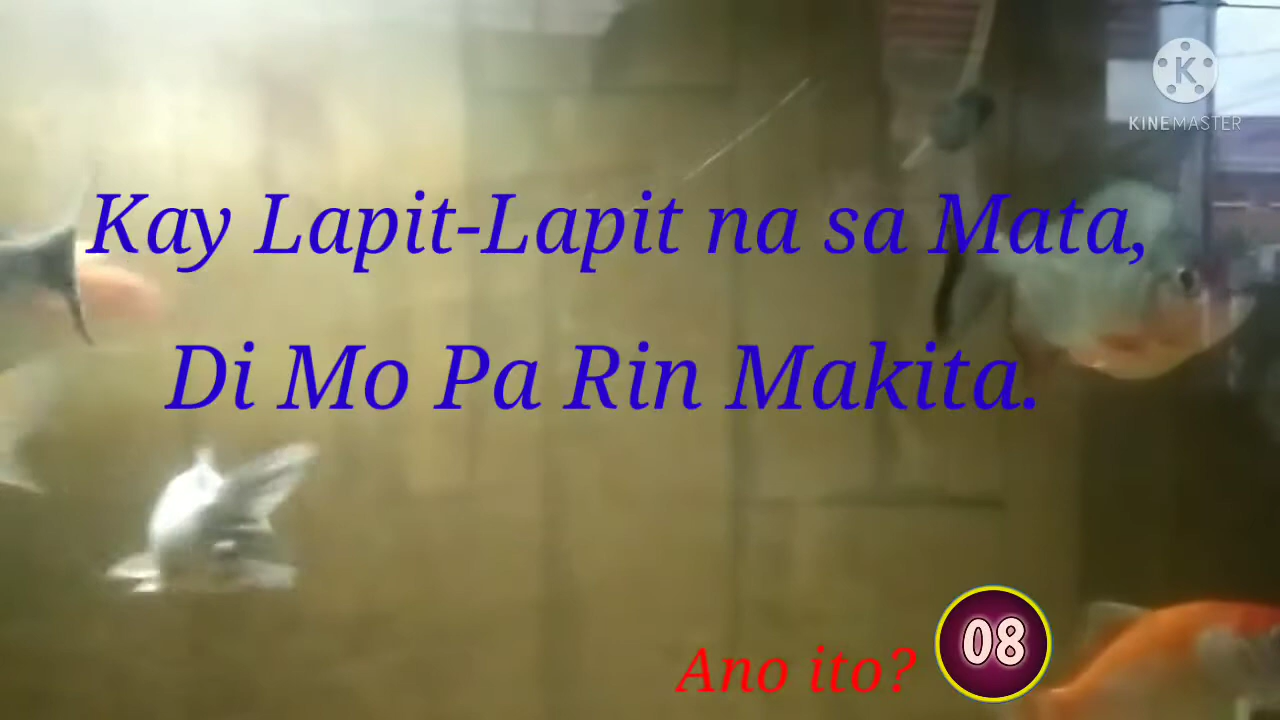 KINEMASTER
Kay Lapit-Lapit na sa Mata,
Di Mo Pa Rin Makita.
Ano ito? 08